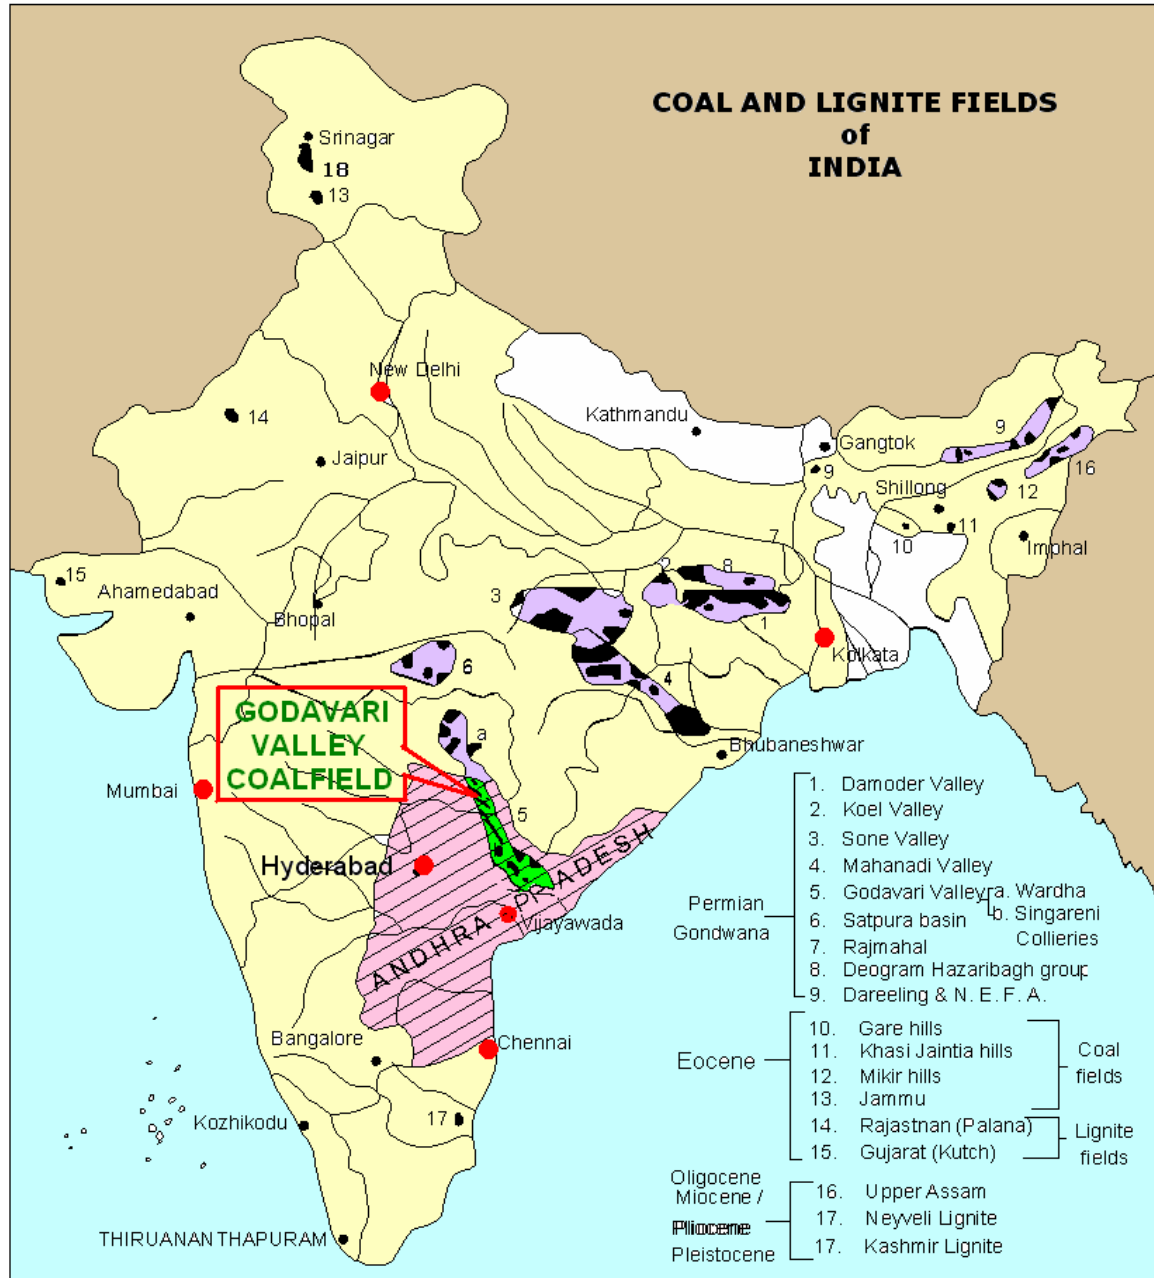 COAL AND LIGNITE FIELDS
of
INDIA
Srinagar
18
13
New Delhi
14
Jaipur
Kathmandu
Gangtok
9
9
16
Shillong
12
11
10
Imphal
15
Ahamedabad
Bhopal
7
2
8
3
1
Kolkata
6
4
GODAVARI
VALLEY
COALFIELD
a
Bhubaneshwar
Mumbai
5
Hyderabad
ANDHRA PRADESH
Vijayawada
Bangalore
Chennai
Kozhikodu
17
THIRUANAN THAPURAM
Permian
Gondwana
1. Damoder Valley
2. Koel Valley
3. Sone Valley
4. Mahanadi Valley
5. Godavari Valley a. Wardha
6. Satpura basin b. Singareni
Collieries
7. Rajmahal
8. Deogram Hazaribagh group
9. Dareeling & N. E. F. A.
Eocene
10. Gare hills
11. Khasi Jaintia hills
12. Mikir hills
13. Jammu
Coal
fields
14. Rajastnan (Palana)
15. Gujarat (Kutch)
Lignite
fields
Oligocene
Miocene /
Pliocene
Pleistocene
16. Upper Assam
17. Neyveli Lignite
17. Kashmir Lignite